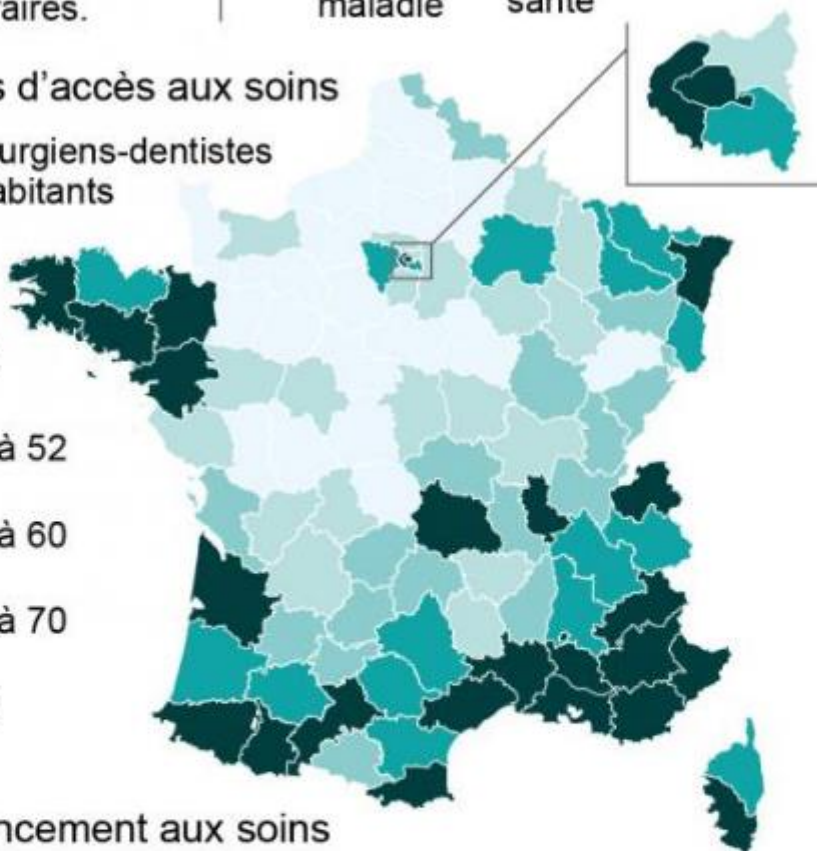 aires.
maladie
santé
s d'accès aux soins
urgiens-dentistes
abitants
à 52
à 60
à 70
ncement aux soins